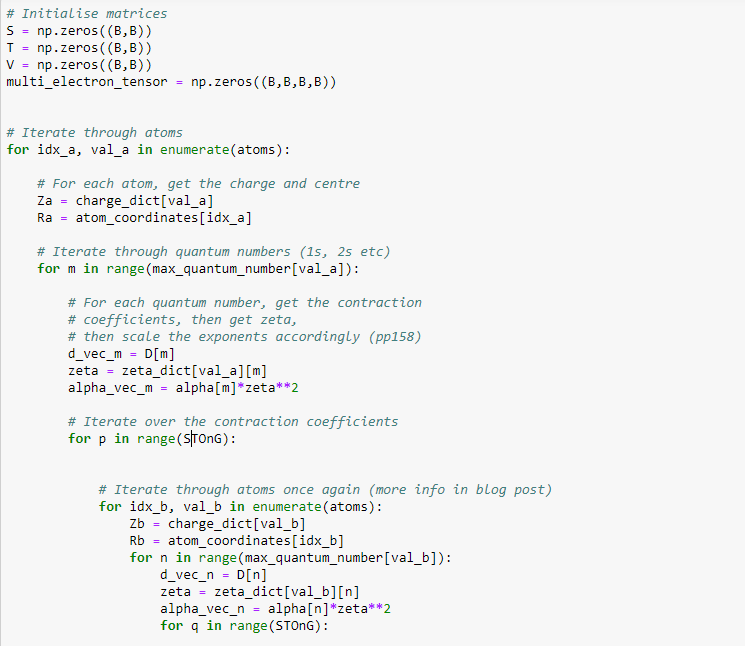 # Initialise matrices
S = np.zeros((B,B))
T = np.zeros((B,B))
V = np.zeros((B,B))
multi_electron_tensor = np.zeros((B,B,B,B))
# Iterate through atoms
for idx_a, val_a in enumerate(atoms):
# For each atom, get the charge and centre
Za = charge_dict[val_a]
Ra = atom_coordinates[idx_a]
# Iterate through quantum numbers (1s, 2s etc)
for m in range(max_quantum_number[val_a]):
# For each quantum number, get the contraction
# coefficients, then get zeta,
# then scale the exponents accordingly (pp158)
d_vec_m = D[m]
zeta = zeta_dict[val_a][m]
alpha_vec_m = alpha[m]*zeta**2
# Iterate over the contraction coefficients
for p in range(STOnG):
# Iterate through atoms once again (more info in blog post)
for idx_b, val_b in enumerate(atoms):
Zb = charge_dict[val_b]
Rb = atom_coordinates[idx_b]
for n in range(max_quantum_number[val_b]):
d_vec_n = D[n]
zeta = zeta_dict[val_b][n]
alpha_vec_n = alpha[n]*zeta**2
for q in range(STOnG):